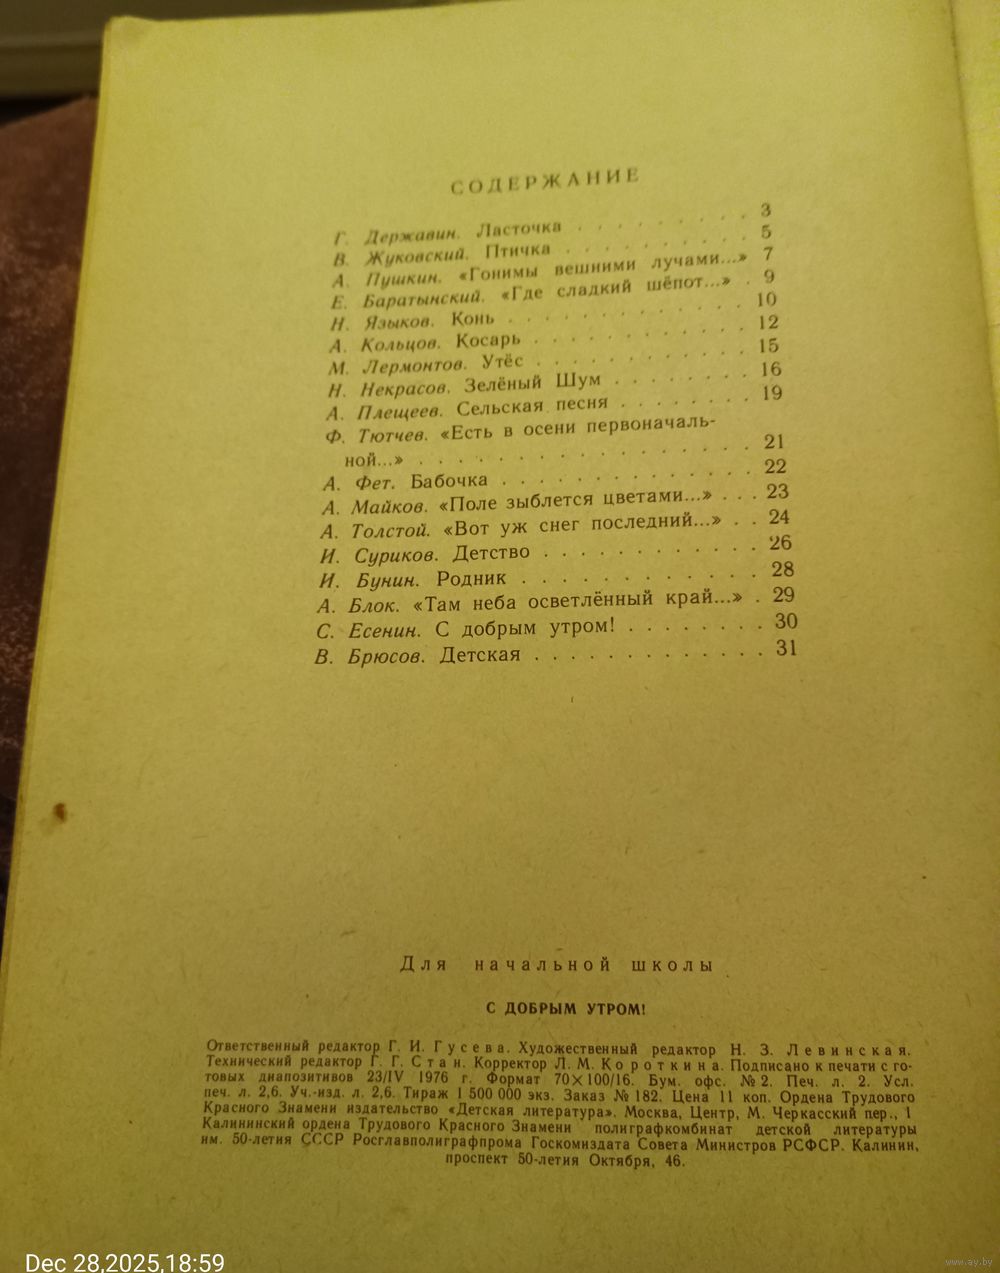 СОДЕРЖАНИЕ
Г. Державин. Ласточка . . . . . . . . . 3
В. Жуковский. Птичка . . . . . . . . . 5
А. Пушкин. «Гонимы вешними лучами...» 7
Е. Баратынский. «Где сладкий шёпот...» . 9
Н. Языков. Конь . . . . . . . . . . . 10
А. Кольцов. Косарь . . . . . . . . . . 12
М. Лермонтов. Утёс . . . . . . . . . . 15
Н. Некрасов. Зелёный Шум . . . . . . . 16
А. Плещеев. Сельская песня . . . . . . . 19
Ф. Тютчев. «Есть в осени первоначаль-
ной...» . . . . . . . . . . . . . . 21
А. Фет. Бабочка . . . . . . . . . . . 22
А. Майков. «Поле зыблется цветами...» . . . 23
А. Толстой. «Вот уж снег последний...» . . 24
И. Суриков. Детство . . . . . . . . . . 26
И. Бунин. Родник . . . . . . . . . . . 28
А. Блок. «Там неба осветлённый край...» . 29
С. Есенин. С добрым утром! . . . . . . . 30
В. Брюсов. Детская . . . . . . . . . . . 31
Для начальной школы
С ДОБРЫМ УТРОМ!
Ответственный редактор Г. И. Гусева. Художественный редактор Н. З. Левинская.
Технический редактор Г. Г. Стан. Корректор Л. М. Короткина. Подписано к печати с го-
товых диапозитивов 23/IV 1976 г. Формат 70×100/16. Бум. офс. № 2. Печ. л. 2. Усл.
печ. л. 2,6. Уч.-изд. л. 2,6. Тираж 1 500 000 экз. Заказ № 182. Цена 11 коп. Ордена Трудового
Красного Знамени издательство «Детская литература». Москва, Центр, М. Черкасский пер., 1
Калининский ордена Трудового Красного Знамени полиграфкомбинат детской литературы
им. 50-летия СССР Росглавполиграфпрома Госкомиздата Совета Министров РСФСР. Калинин,
проспект 50-летия Октября, 46.
Dec 28,2025,18:59
www.ay.by